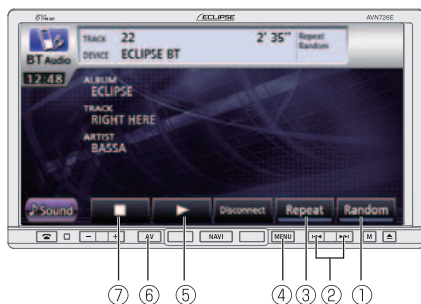 ECLIPSE AVN726E
TRACK 22 2' 35" Repeat
Random
DEVICE ECLIPSE BT
BT Audio
12:48
ALBUM
ECLIPSE
TRACK
RIGHT HERE
ARTIST
BASSA
♪Sound ■ ▶ Disconnect Repeat Random
− + AV NAVI MENU M
⑦ ⑥ ⑤ ④ ③ ② ①